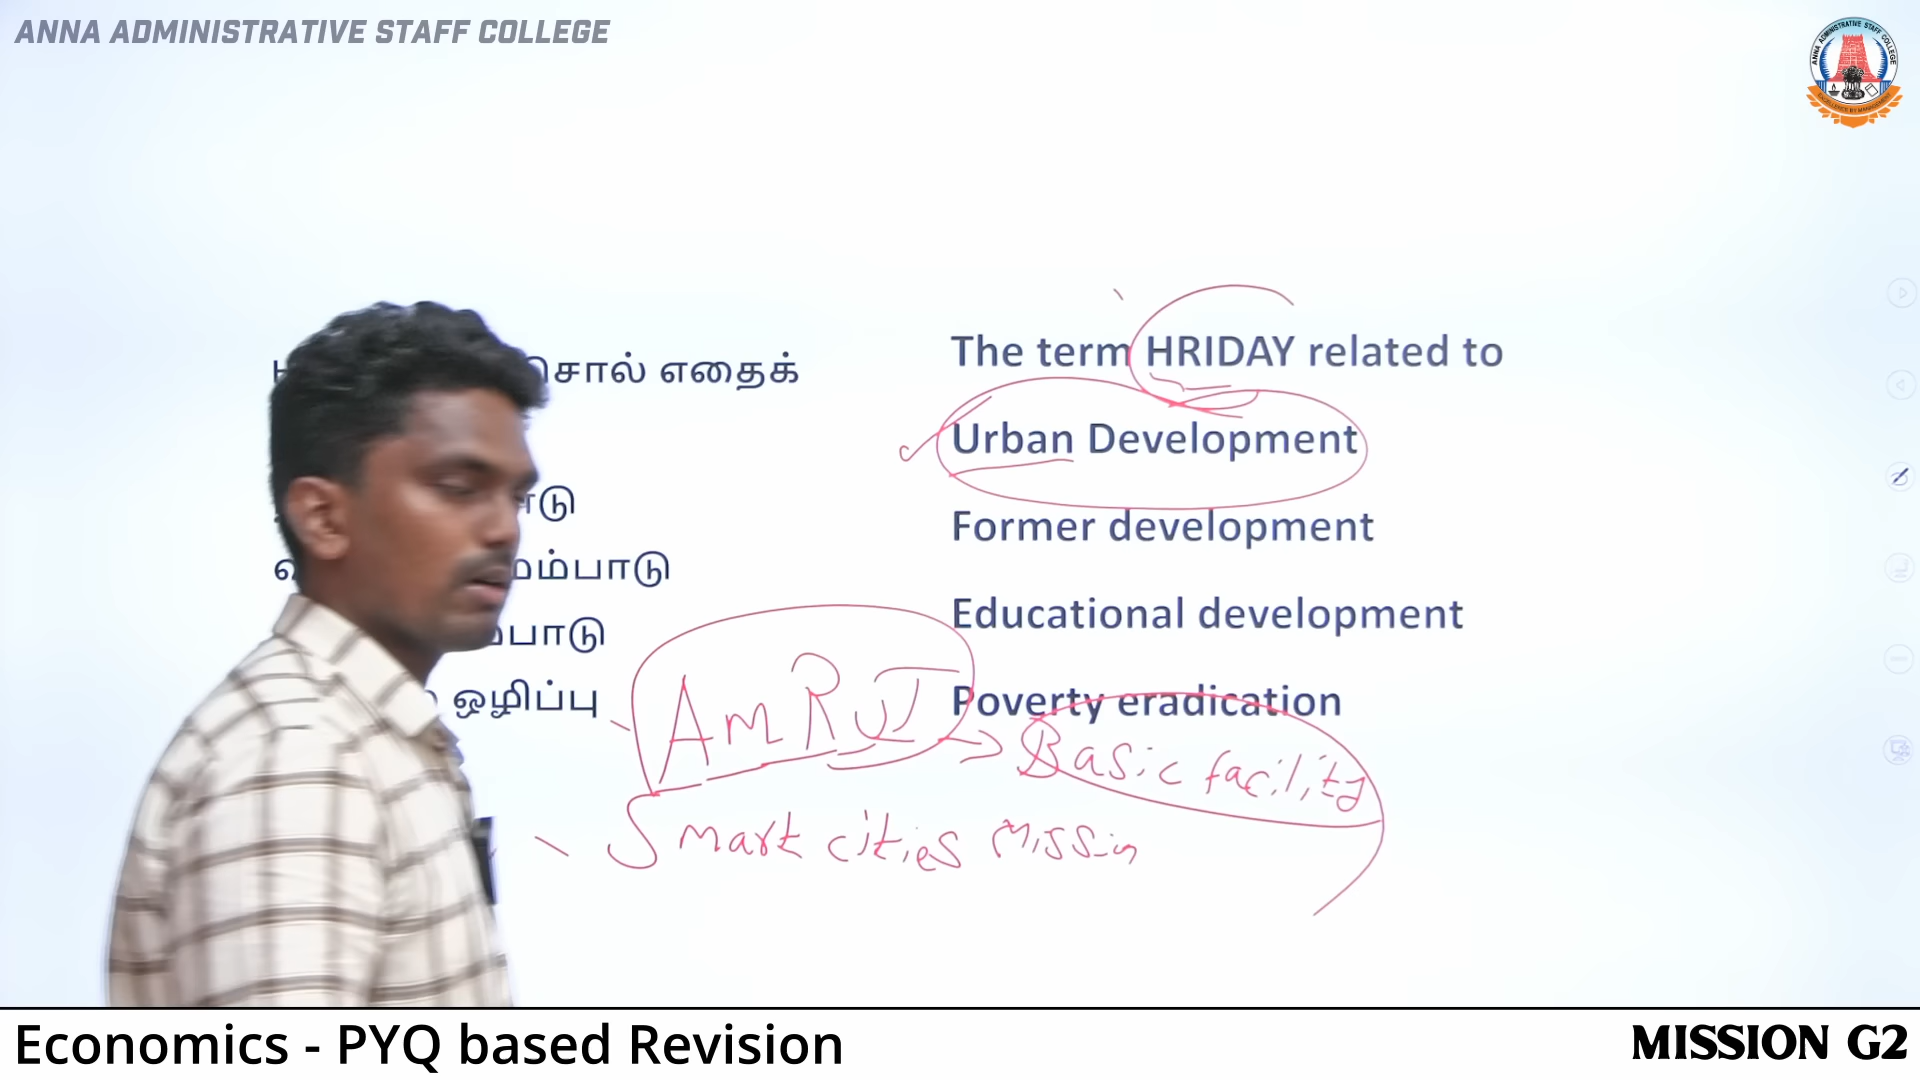 ANNA ADMINISTRATIVE STAFF COLLEGE
சொல் எதைக்
ஒழிப்பு
The term HRIDAY related to
Urban Development
Former development
Educational development
Poverty eradication
AMRUT → Basic facility
Smart cities Missin
Economics - PYQ based Revision
MISSION G2